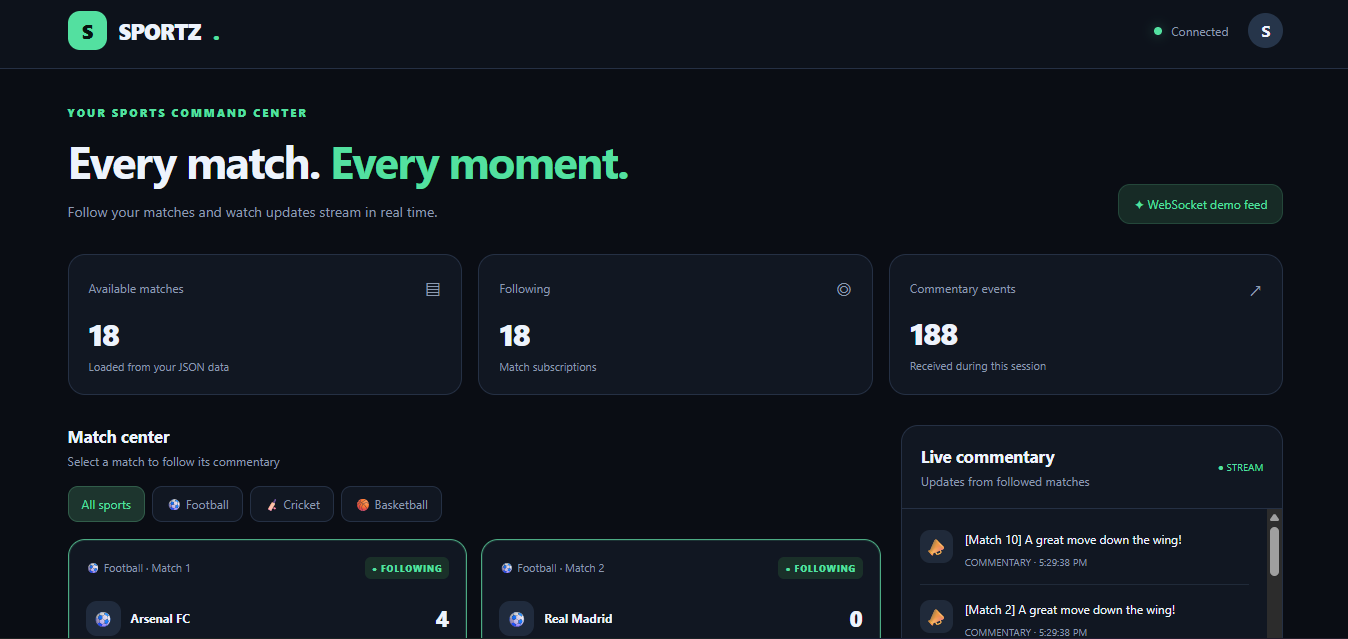 S SPORTZ .
Connected S
YOUR SPORTS COMMAND CENTER
Every match. Every moment.
Follow your matches and watch updates stream in real time.
✦ WebSocket demo feed
Available matches
18
Loaded from your JSON data
Following
18
Match subscriptions
Commentary events
188
Received during this session
Match center
Select a match to follow its commentary
All sports
Football
Cricket
Basketball
Football · Match 1
• FOLLOWING
Arsenal FC 4
Football · Match 2
• FOLLOWING
Real Madrid 0
Live commentary
• STREAM
Updates from followed matches
[Match 10] A great move down the wing!
COMMENTARY · 5:29:38 PM
[Match 2] A great move down the wing!
COMMENTARY · 5:29:38 PM